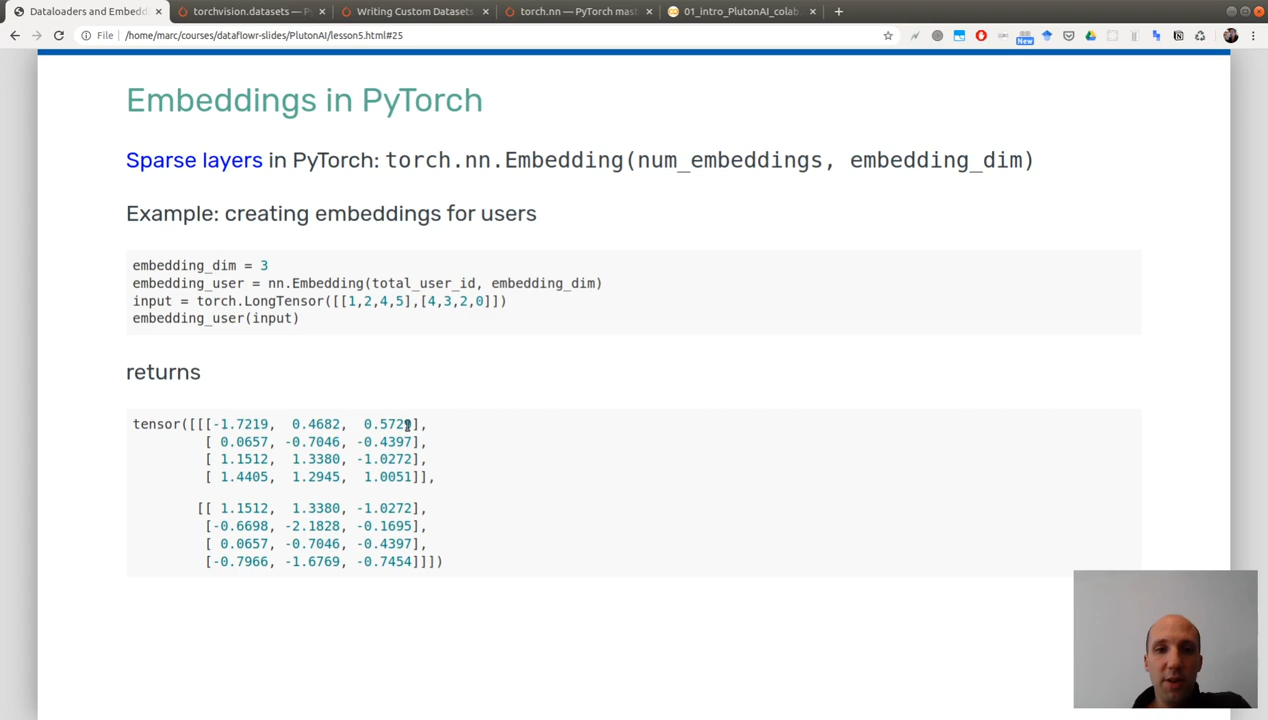 Dataloaders and Embedd
torchvision.datasets — P
Writing Custom Datasets
torch.nn — PyTorch mast
01_intro_PlutonAI_colab
File
/home/marc/courses/dataflowr-slides/PlutonAI/lesson5.html#25
New
Embeddings in PyTorch
Sparse layers in PyTorch: torch.nn.Embedding(num_embeddings, embedding_dim)
Example: creating embeddings for users
embedding_dim = 3
embedding_user = nn.Embedding(total_user_id, embedding_dim)
input = torch.LongTensor([[1,2,4,5],[4,3,2,0]])
embedding_user(input)
returns
tensor([[[-1.7219, 0.4682, 0.5729],
[ 0.0657, -0.7046, -0.4397],
[ 1.1512, 1.3380, -1.0272],
[ 1.4405, 1.2945, 1.0051]],
[[ 1.1512, 1.3380, -1.0272],
[-0.6698, -2.1828, -0.1695],
[ 0.0657, -0.7046, -0.4397],
[-0.7966, -1.6769, -0.7454]]])